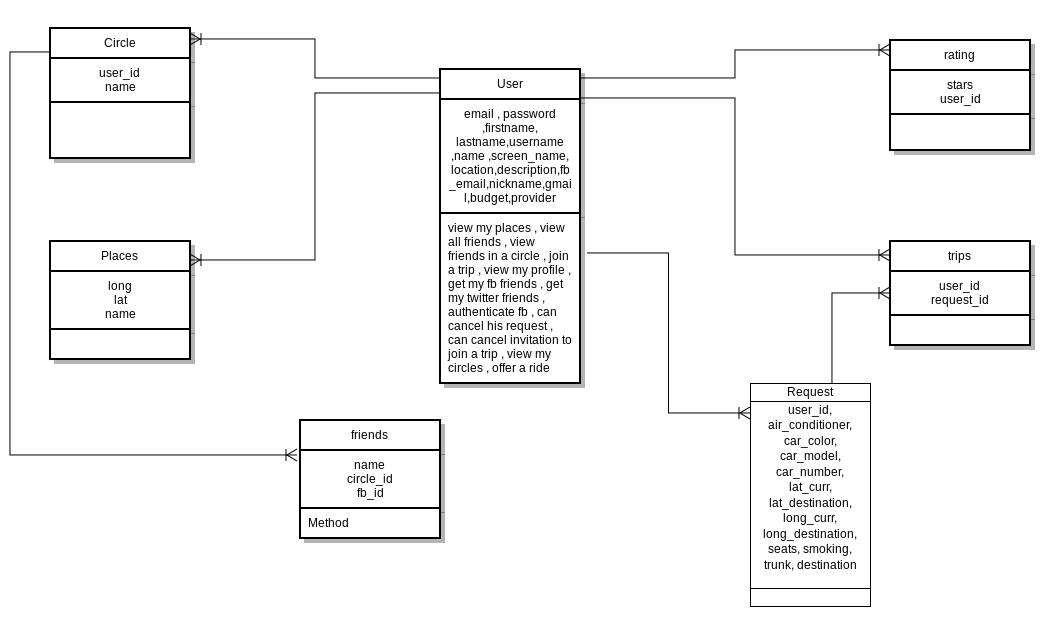 Circle
user_id
name
User
email , password
,firstname,
lastname,username
,name ,screen_name,
location,description,fb
_email,nickname,gmai
l,budget,provider
view my places , view
all friends , view
friends in a circle , join
a trip , view my profile ,
get my fb friends , get
my twitter friends ,
authenticate fb , can
cancel his request ,
can cancel invitation to
join a trip , view my
circles , offer a ride
rating
stars
user_id
Places
long
lat
name
trips
user_id
request_id
friends
name
circle_id
fb_id
Method
Request
user_id,
air_conditioner,
car_color,
car_model,
car_number,
lat_curr,
lat_destination,
long_curr,
long_destination,
seats, smoking,
trunk, destination